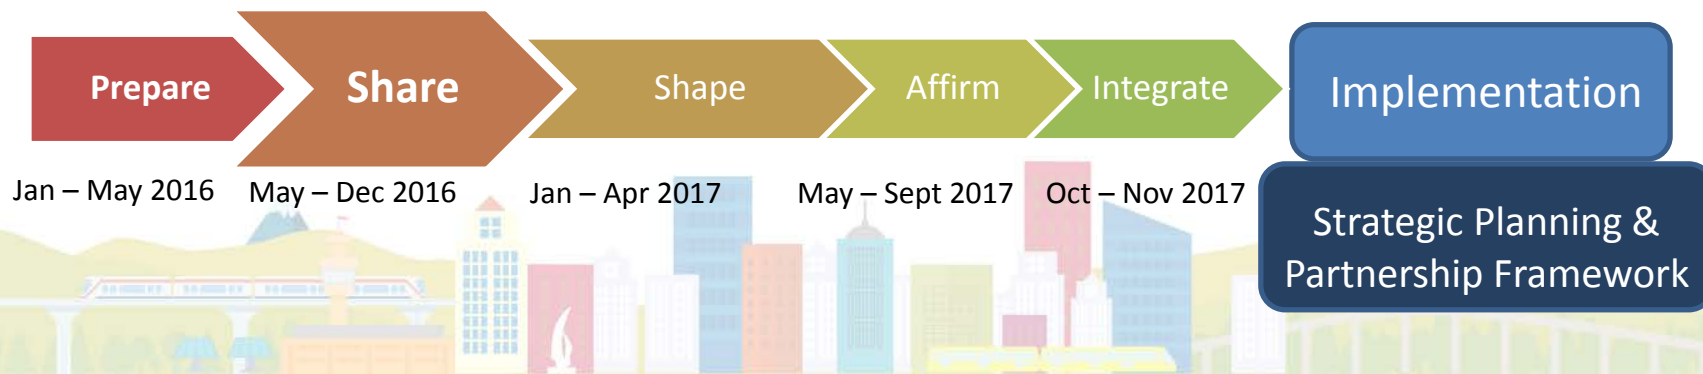 Prepare
Share
Shape
Affirm
Integrate
Implementation
Jan – May 2016
May – Dec 2016
Jan – Apr 2017
May – Sept 2017
Oct – Nov 2017
Strategic Planning &
Partnership Framework